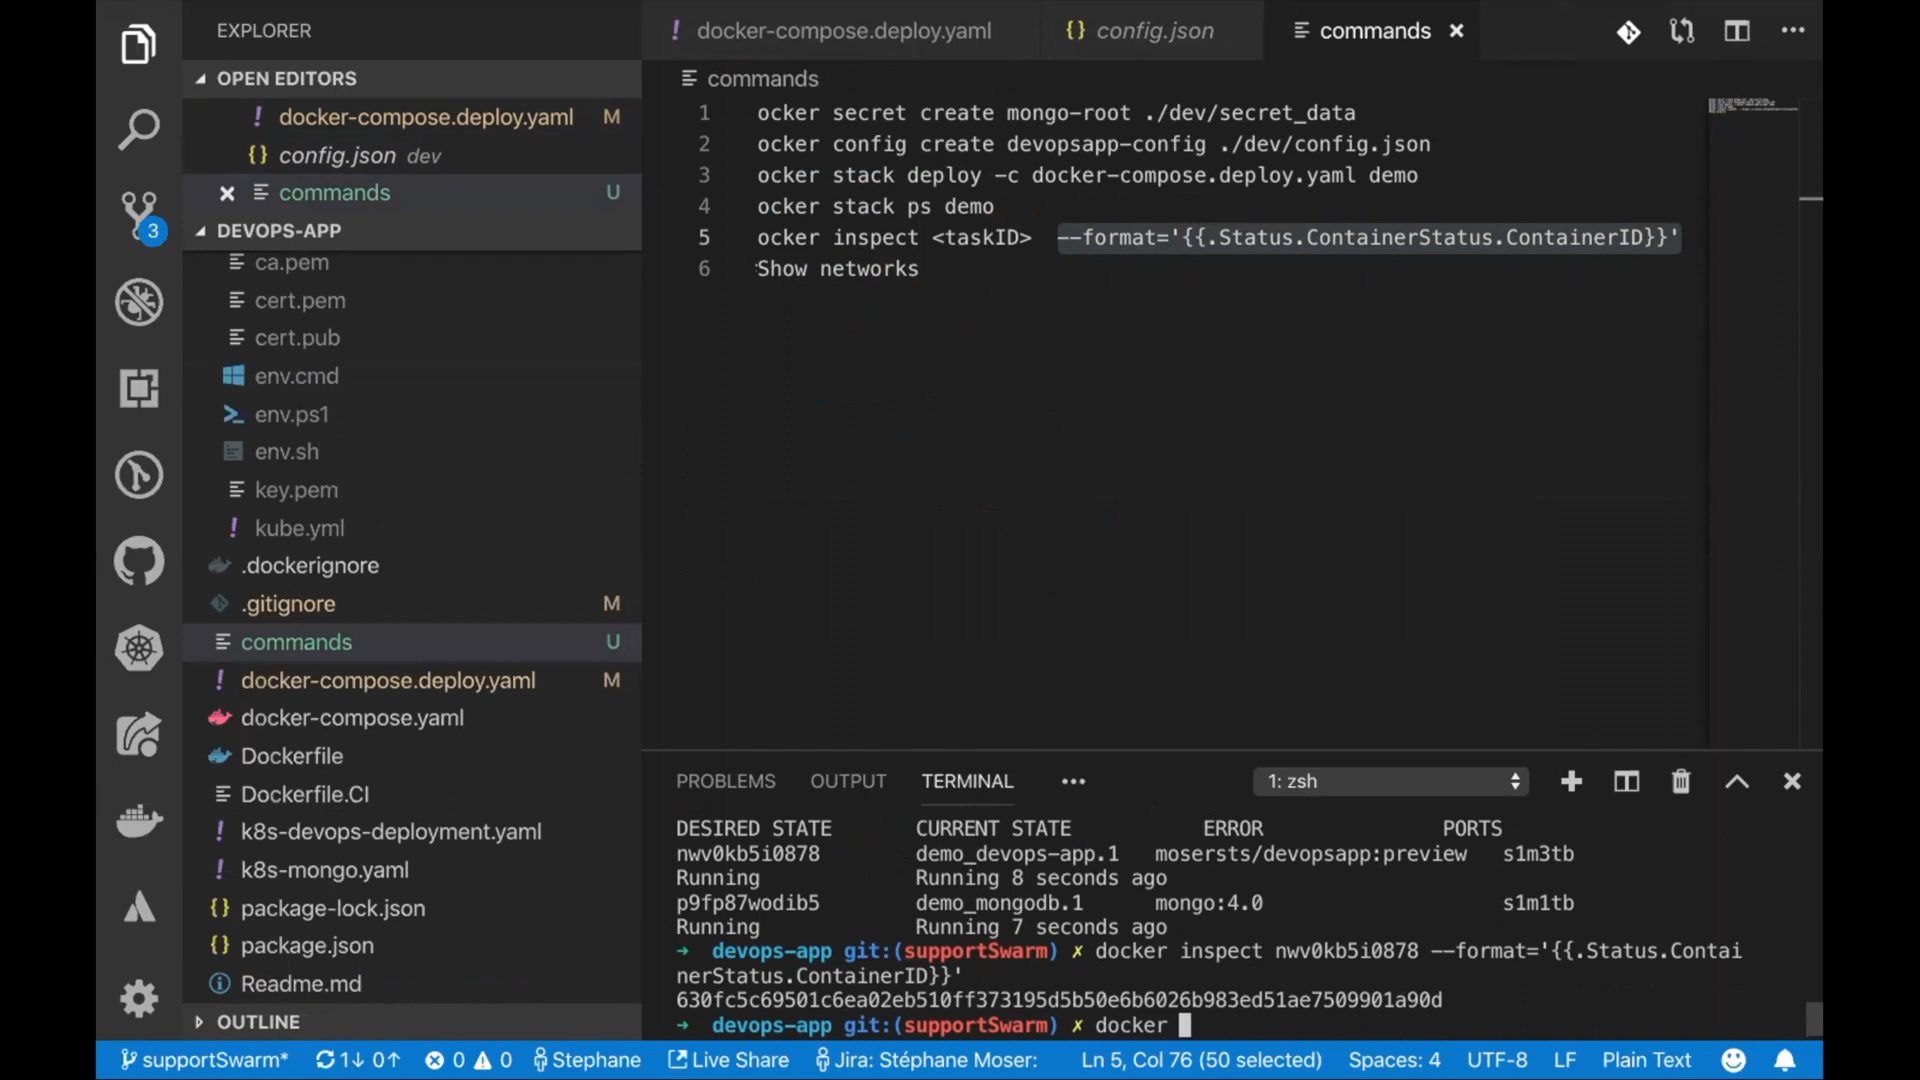 EXPLORER
OPEN EDITORS
! docker-compose.deploy.yaml M
{} config.json dev
commands U
DEVOPS-APP
ca.pem
cert.pem
cert.pub
env.cmd
env.ps1
env.sh
key.pem
! kube.yml
.dockerignore
.gitignore M
commands U
! docker-compose.deploy.yaml M
docker-compose.yaml
Dockerfile
Dockerfile.CI
! k8s-devops-deployment.yaml
! k8s-mongo.yaml
{} package-lock.json
{} package.json
Readme.md
OUTLINE
3
! docker-compose.deploy.yaml {} config.json commands
commands
1 ocker secret create mongo-root ./dev/secret_data
2 ocker config create devopsapp-config ./dev/config.json
3 ocker stack deploy -c docker-compose.deploy.yaml demo
4 ocker stack ps demo
5 ocker inspect <taskID> --format='{{.Status.ContainerStatus.ContainerID}}'
6 Show networks
PROBLEMS OUTPUT TERMINAL ••• 1: zsh
DESIRED STATE CURRENT STATE ERROR PORTS
nwv0kb5i0878 demo_devops-app.1 mosersts/devopsapp:preview s1m3tb
Running Running 8 seconds ago
p9fp87wodib5 demo_mongodb.1 mongo:4.0 s1m1tb
Running Running 7 seconds ago
→ devops-app git:(supportSwarm) ✗ docker inspect nwv0kb5i0878 --format='{{.Status.Contai
nerStatus.ContainerID}}'
630fc5c69501c6ea02eb510ff373195d5b50e6b6026b983ed51ae7509901a90d
→ devops-app git:(supportSwarm) ✗ docker
supportSwarm* 1↓ 0↑ 0 0 Stephane Live Share Jira: Stéphane Moser: Ln 5, Col 76 (50 selected) Spaces: 4 UTF-8 LF Plain Text